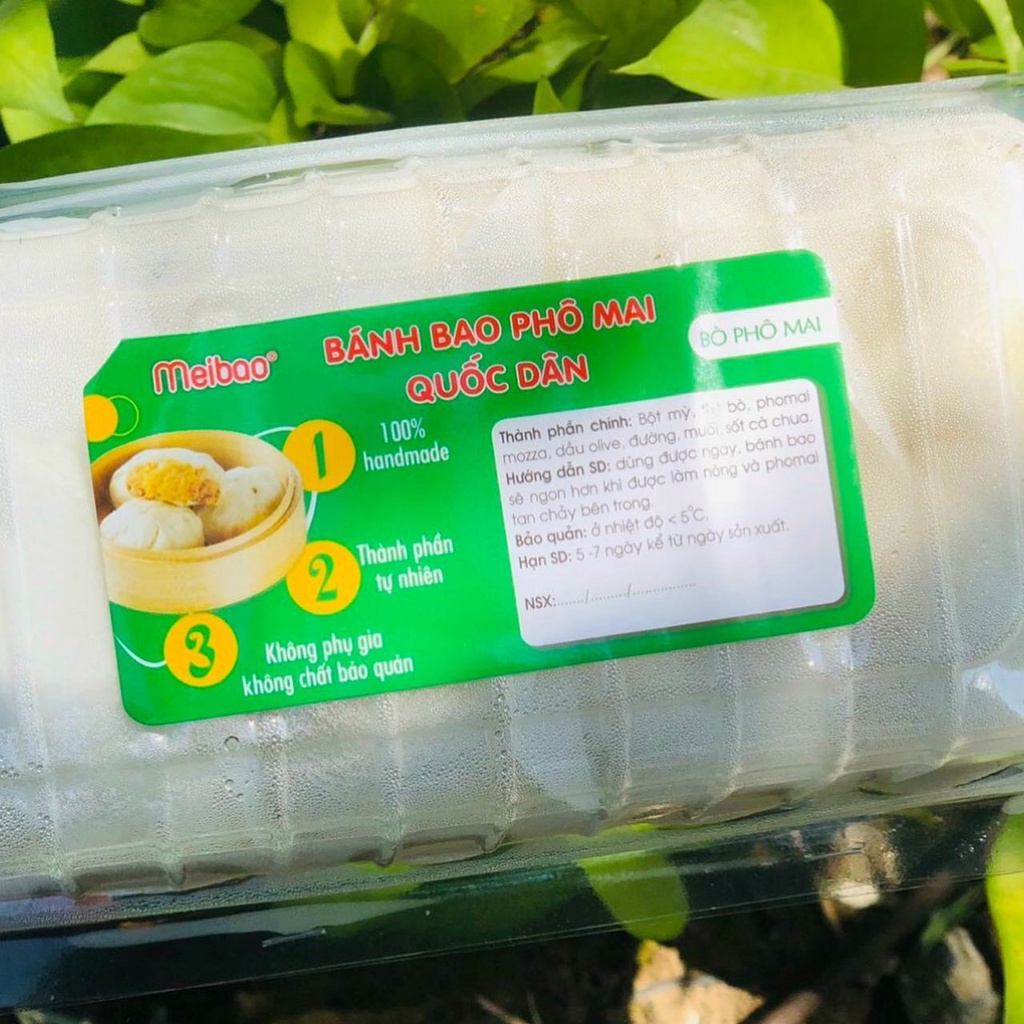 meibao®
BÁNH BAO PHÔ MAI
QUỐC DÂN
BÒ PHÔ MAI
1
100%
handmade
2
Thành phần
tự nhiên
3
Không phụ gia
không chất bảo quản
Thành phần chính: Bột mỳ, bò, phomai
mozza, dầu olive, đường, muối, sốt cà chua.
Hướng dẫn SD: dùng được ngay, bánh bao
sẽ ngon hơn khi được làm nóng và phomai
tan chảy bên trong.
Bảo quản: ở nhiệt độ < 5°C.
Hạn SD: 5 -7 ngày kể từ ngày sản xuất.
NSX:......./........./...............